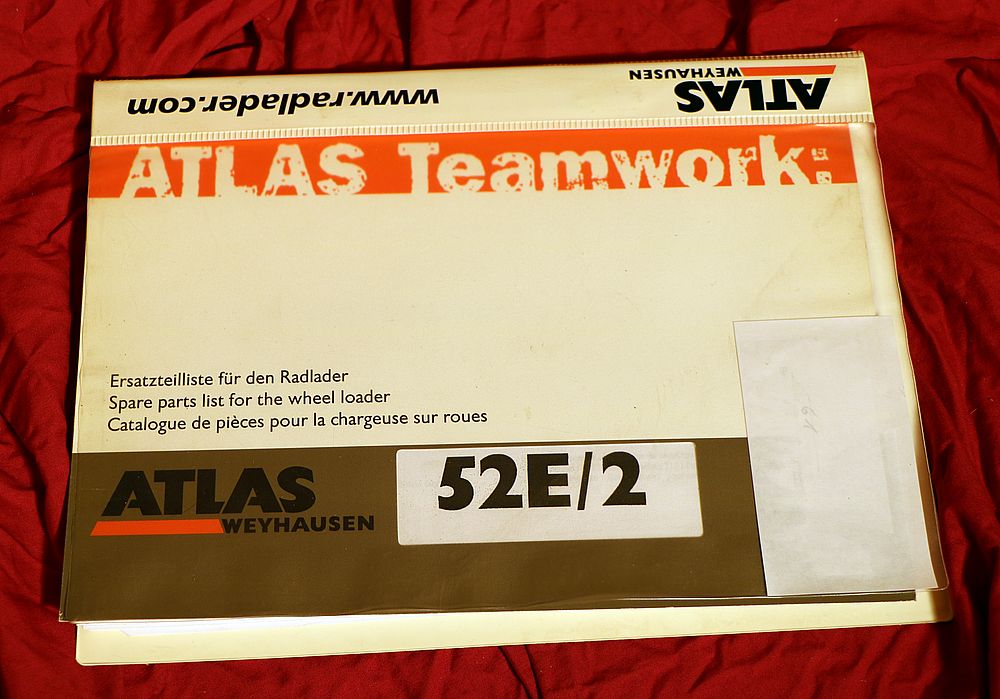 www.radlader.com
ATLAS
WEYHAUSEN
ATLAS Teamwork:
Ersatzteilliste für den Radlader
Spare parts list for the wheel loader
Catalogue de pièces pour la chargeuse sur roues
ATLAS
WEYHAUSEN
52E/2